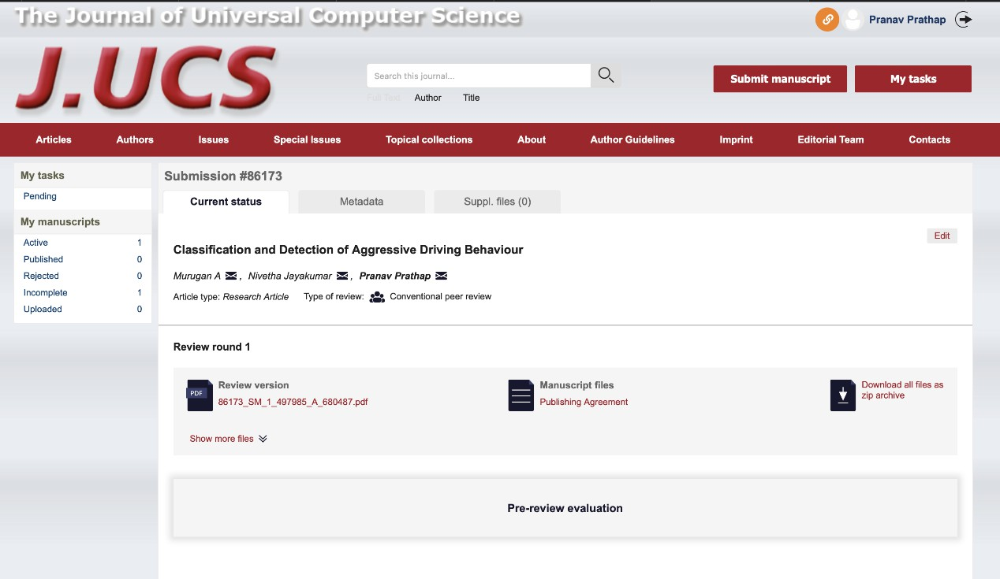 The Journal of Universal Computer Science
Pranav Prathap
J.UCS
Search this journal...
Submit manuscript
My tasks
Full Text Author Title
Articles Authors Issues Special Issues Topical collections About Author Guidelines Imprint Editorial Team Contacts
My tasks
Pending
My manuscripts
Active 1
Published 0
Rejected 0
Incomplete 1
Uploaded 0
Submission #86173
Current status Metadata Suppl. files (0)
Edit
Classification and Detection of Aggressive Driving Behaviour
Murugan A , Nivetha Jayakumar , Pranav Prathap
Article type: Research Article Type of review: Conventional peer review
Review round 1
PDF
Review version
86173_SM_1_497985_A_680487.pdf
Manuscript files
Publishing Agreement
Download all files as
zip archive
Show more files
Pre-review evaluation